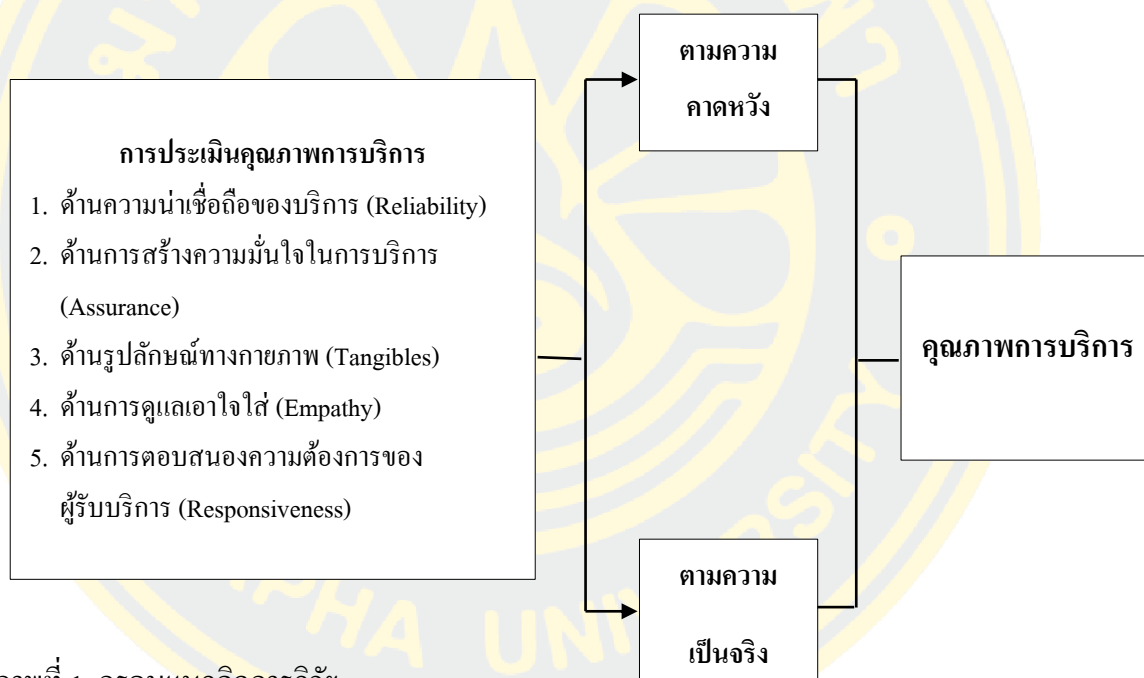 การประเมินคุณภาพการบริการ
1. ด้านความน่าเชื่อถือของบริการ (Reliability)
2. ด้านการสร้างความมั่นใจในการบริการ
(Assurance)
3. ด้านรูปลักษณ์ทางกายภาพ (Tangibles)
4. ด้านการดูแลเอาใจใส่ (Empathy)
5. ด้านการตอบสนองความต้องการของ
ผู้รับบริการ (Responsiveness)
ตามความ
คาดหวัง
ตามความ
เป็นจริง
คุณภาพการบริการ